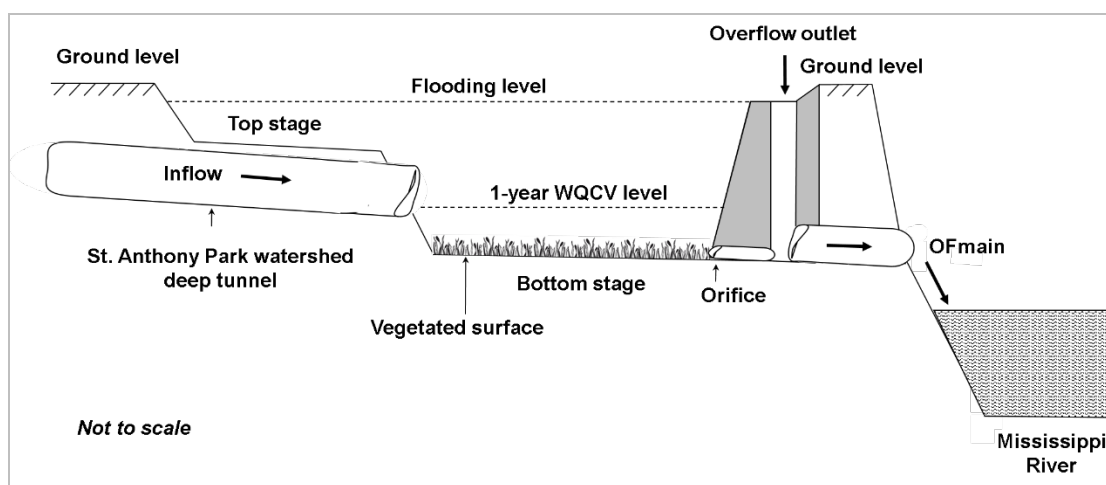 Overflow outlet
Ground level
Ground level
Flooding level
Top stage
Inflow
1-year WQCV level
St. Anthony Park watershed
deep tunnel
OFmain
Bottom stage
Orifice
Vegetated surface
Not to scale
Mississippi
River